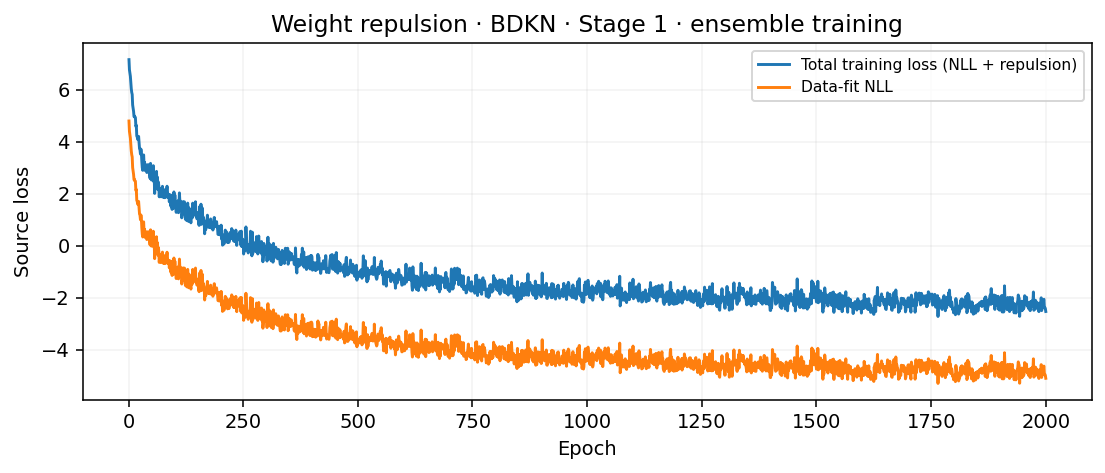 Weight repulsion · BDKN · Stage 1 · ensemble training
Total training loss (NLL + repulsion)
Data-fit NLL
Source loss
6
4
2
0
−2
−4
0 250 500 750 1000 1250 1500 1750 2000
Epoch